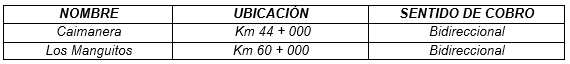 NOMBRE UBICACIÓN SENTIDO DE COBRO
Caimanera Km 44 + 000 Bidireccional
Los Manguitos Km 60 + 000 Bidireccional